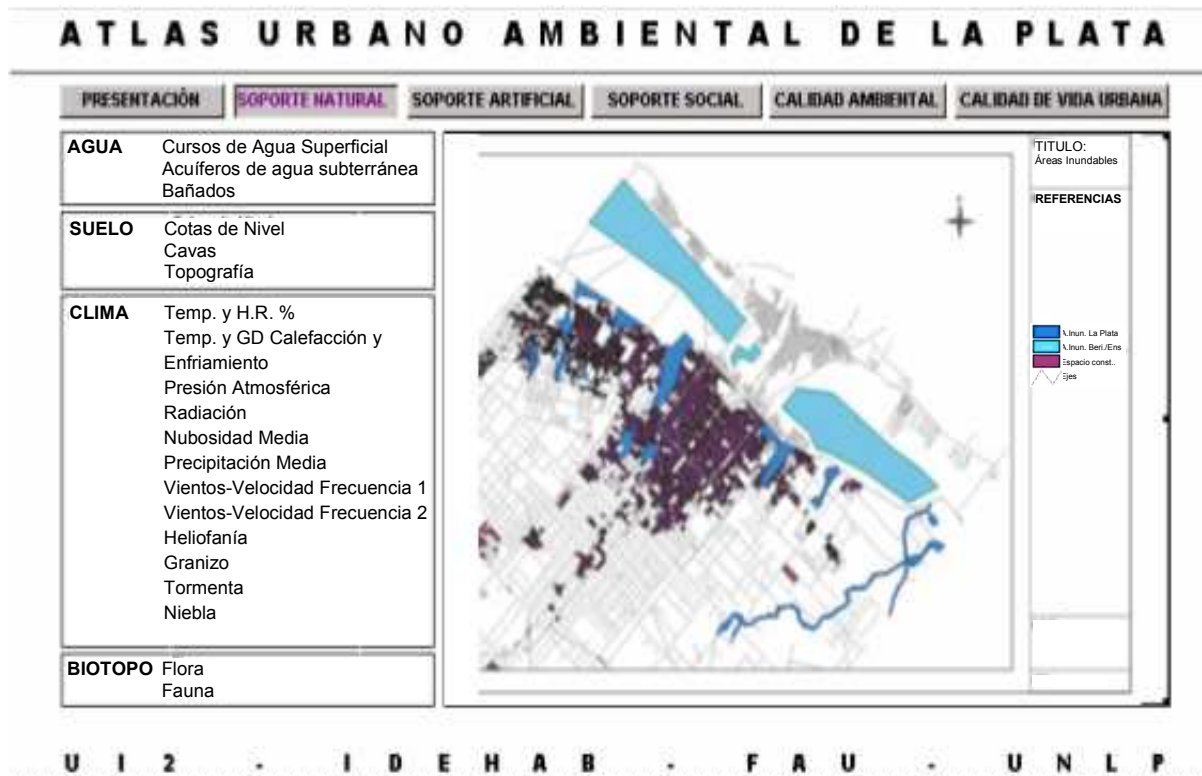 ATLAS URBANO AMBIENTAL DE LA PLATA
PRESENTACIÓN SOPORTE NATURAL SOPORTE ARTIFICIAL SOPORTE SOCIAL CALIDAD AMBIENTAL CALIDAD DE VIDA URBANA
AGUA Cursos de Agua Superficial
Acuíferos de agua subterránea
Bañados
SUELO Cotas de Nivel
Cavas
Topografía
CLIMA Temp. y H.R. %
Temp. y GD Calefacción y
Enfriamiento
Presión Atmosférica
Radiación
Nubosidad Media
Precipitación Media
Vientos-Velocidad Frecuencia 1
Vientos-Velocidad Frecuencia 2
Heliofanía
Granizo
Tormenta
Niebla
BIOTOPO Flora
Fauna
TITULO:
Áreas Inundables
REFERENCIAS
A.Inun. La Plata
A.Inun. Beri./Ens
Espacio const..
Ejes
UI2 - IDEHAB - FAU - UNLP